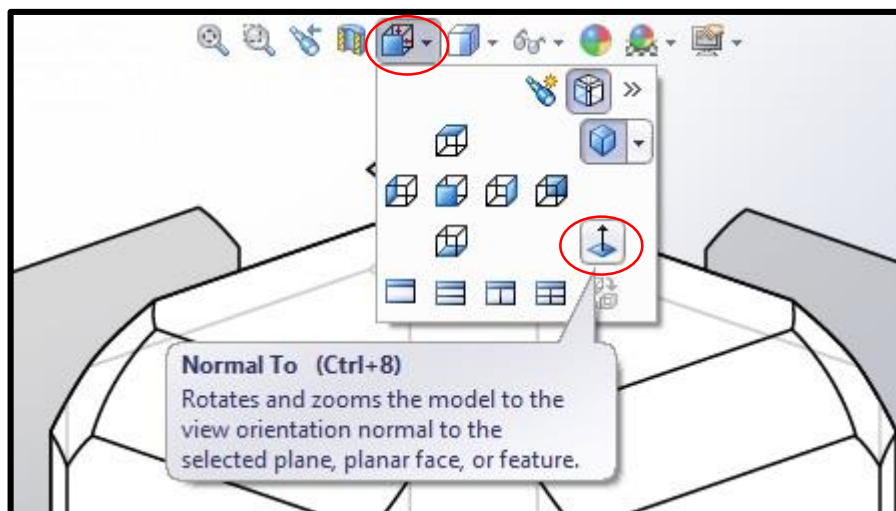 Normal To (Ctrl+8)
Rotates and zooms the model to the
view orientation normal to the
selected plane, planar face, or feature.